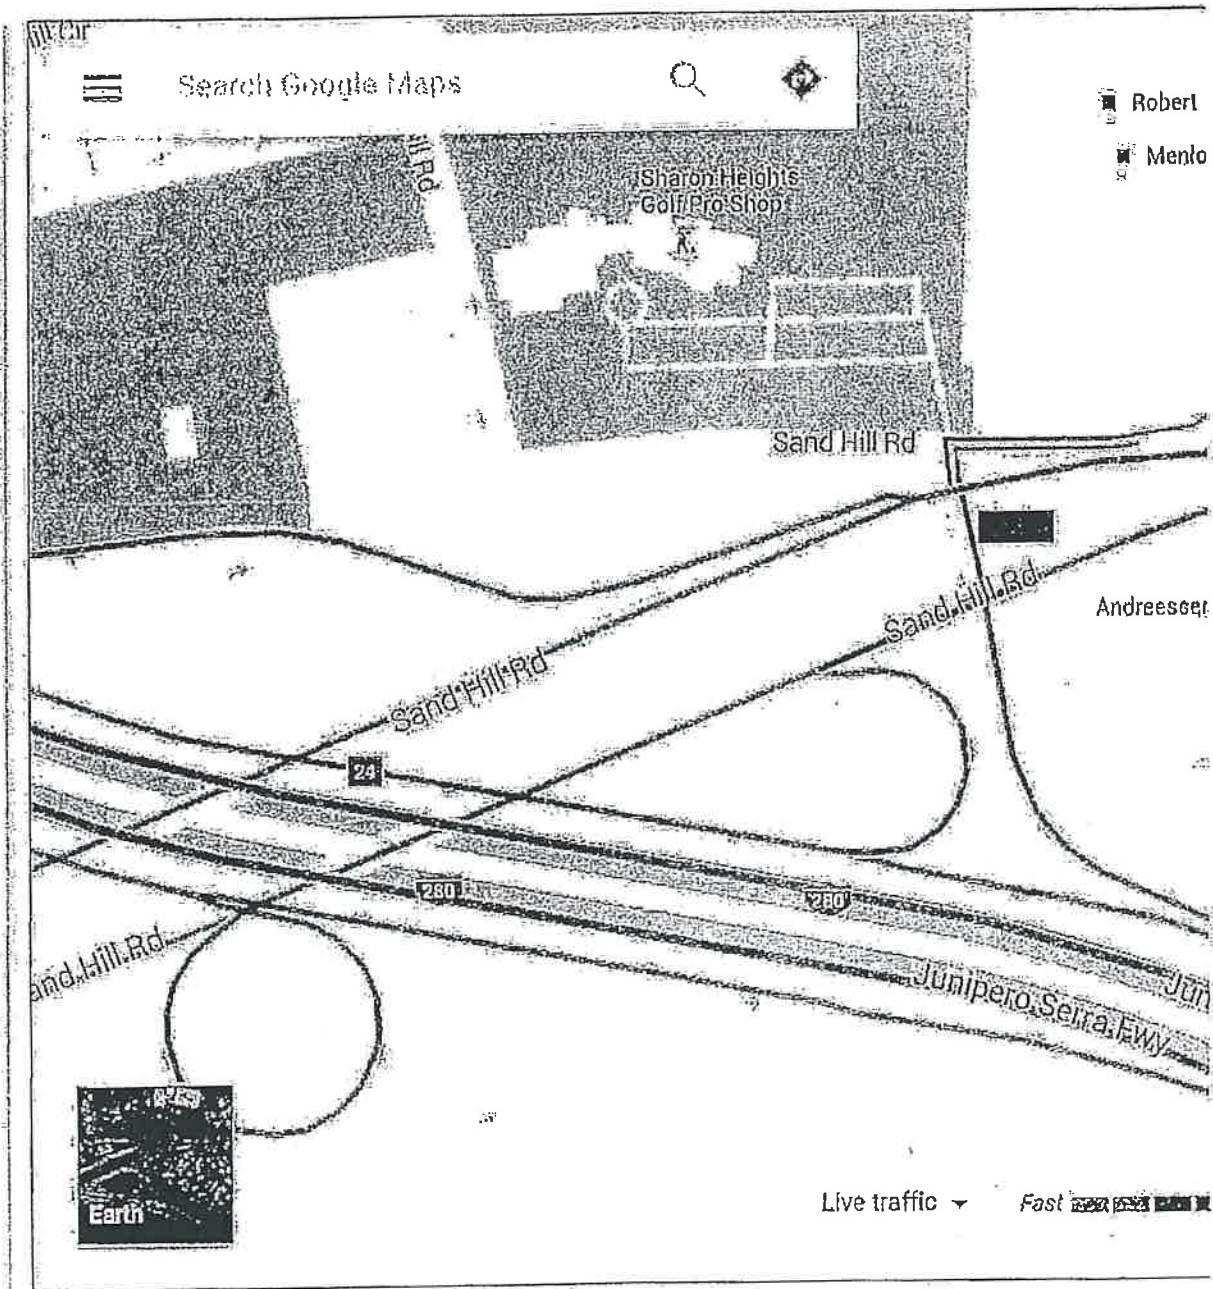 Search Google Maps
Robert
Menlo
Sharon Heights
Golf Pro Shop
Sand Hill Rd
Sand Hill Rd
Andreesser
Sand Hill Rd
24
280
280
and Hill Rd
Junipero Serra Fwy
Jun
Earth
Live traffic
Fast